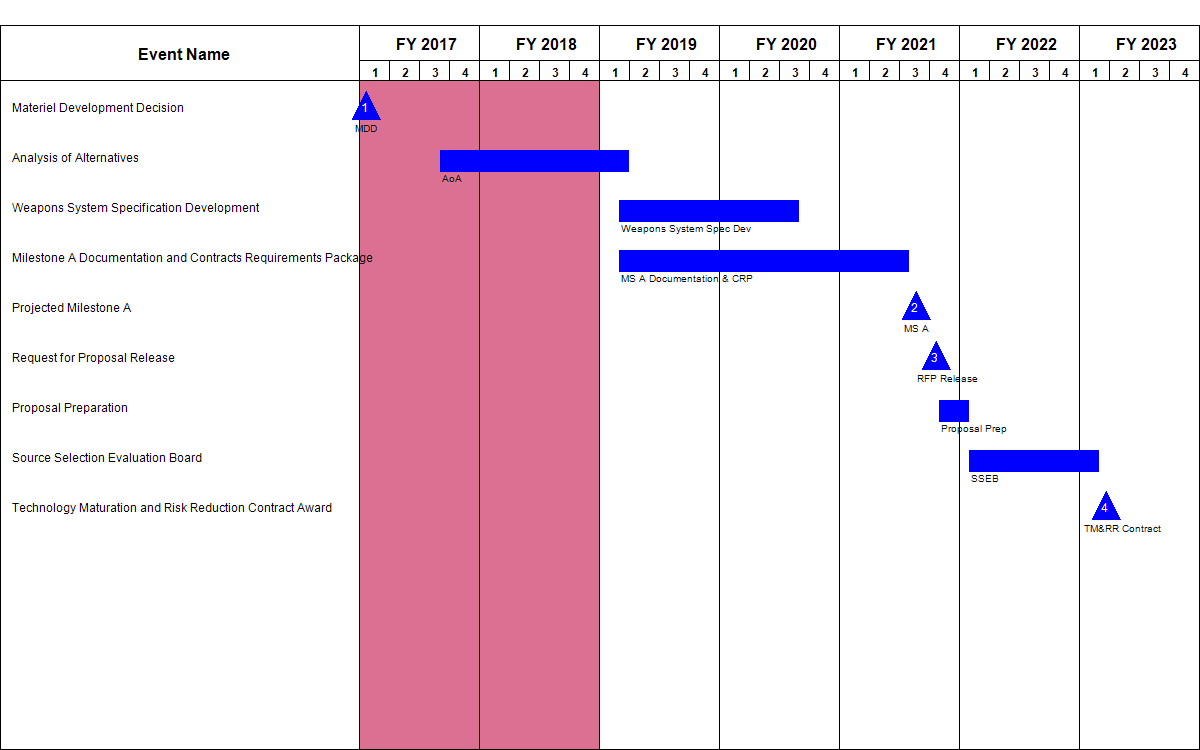 Event Name
FY 2017 FY 2018 FY 2019 FY 2020 FY 2021 FY 2022 FY 2023
1 2 3 4 1 2 3 4 1 2 3 4 1 2 3 4 1 2 3 4 1 2 3 4 1 2 3 4
Materiel Development Decision 1
MDD
Analysis of Alternatives
AoA
Weapons System Specification Development
Weapons System Spec Dev
Milestone A Documentation and Contracts Requirements Package
MS A Documentation & CRP
Projected Milestone A 2
MS A
Request for Proposal Release 3
RFP Release
Proposal Preparation
Proposal Prep
Source Selection Evaluation Board
SSEB
Technology Maturation and Risk Reduction Contract Award 4
TM&RR Contract